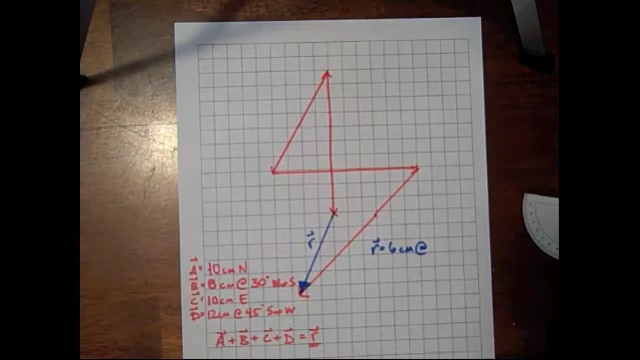 r
r = 6cm@
A = 10cm N
B = 8cm@ 30° W of S
C = 10cm E
D = 12cm@ 45° S of W
A + B + C + D = r